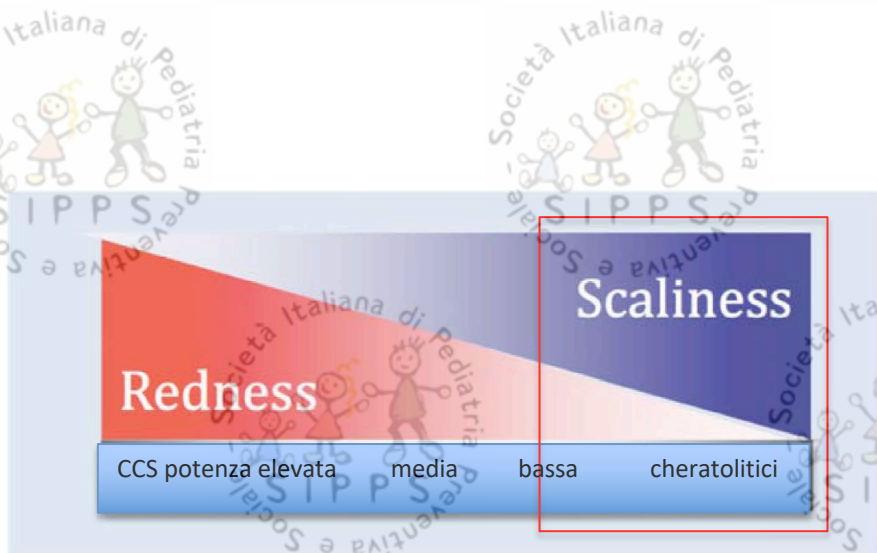 Società Italiana di Pediatria Preventiva e Sociale - SIPPS
Scaliness
Redness
CCS potenza elevata media bassa cheratolitici